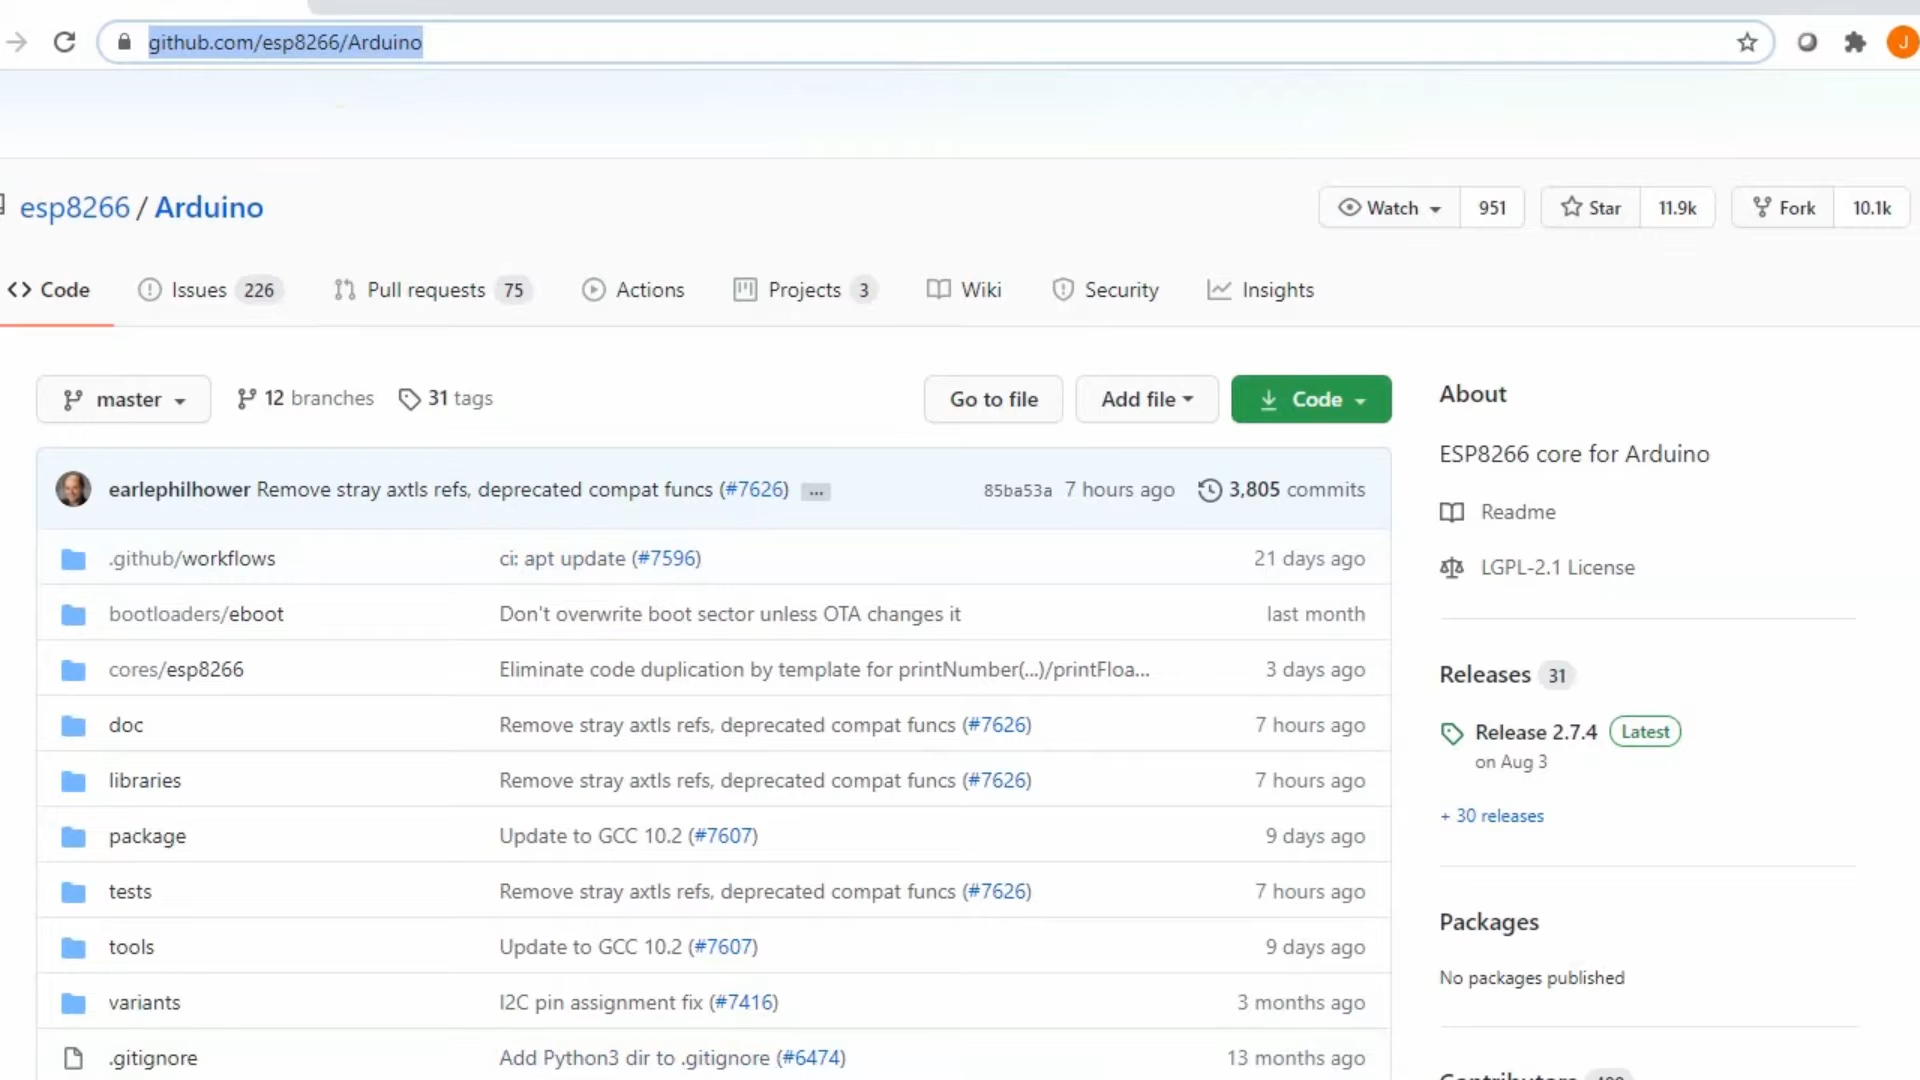 github.com/esp8266/Arduino
J
esp8266 / Arduino
Watch 951 Star 11.9k Fork 10.1k
Code Issues 226 Pull requests 75 Actions Projects 3 Wiki Security Insights
master 12 branches 31 tags Go to file Add file Code
earlephilhower Remove stray axtls refs, deprecated compat funcs (#7626) ... 85ba53a 7 hours ago 3,805 commits
.github/workflows ci: apt update (#7596) 21 days ago
bootloaders/eboot Don't overwrite boot sector unless OTA changes it last month
cores/esp8266 Eliminate code duplication by template for printNumber(...)/printFloa... 3 days ago
doc Remove stray axtls refs, deprecated compat funcs (#7626) 7 hours ago
libraries Remove stray axtls refs, deprecated compat funcs (#7626) 7 hours ago
package Update to GCC 10.2 (#7607) 9 days ago
tests Remove stray axtls refs, deprecated compat funcs (#7626) 7 hours ago
tools Update to GCC 10.2 (#7607) 9 days ago
variants I2C pin assignment fix (#7416) 3 months ago
.gitignore Add Python3 dir to .gitignore (#6474) 13 months ago
About
ESP8266 core for Arduino
Readme
LGPL-2.1 License
Releases 31
Release 2.7.4 Latest
on Aug 3
+ 30 releases
Packages
No packages published